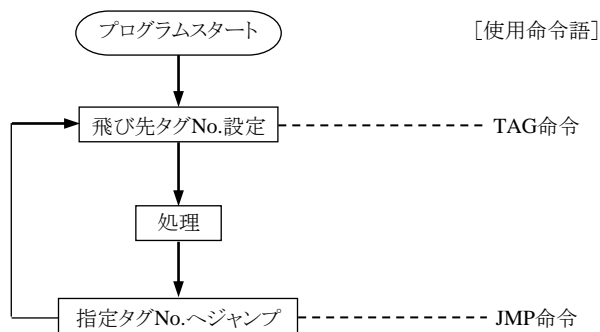 プログラムスタート
[使用命令語]
飛び先タグNo.設定
TAG命令
処理
指定タグNo.へジャンプ
JMP命令